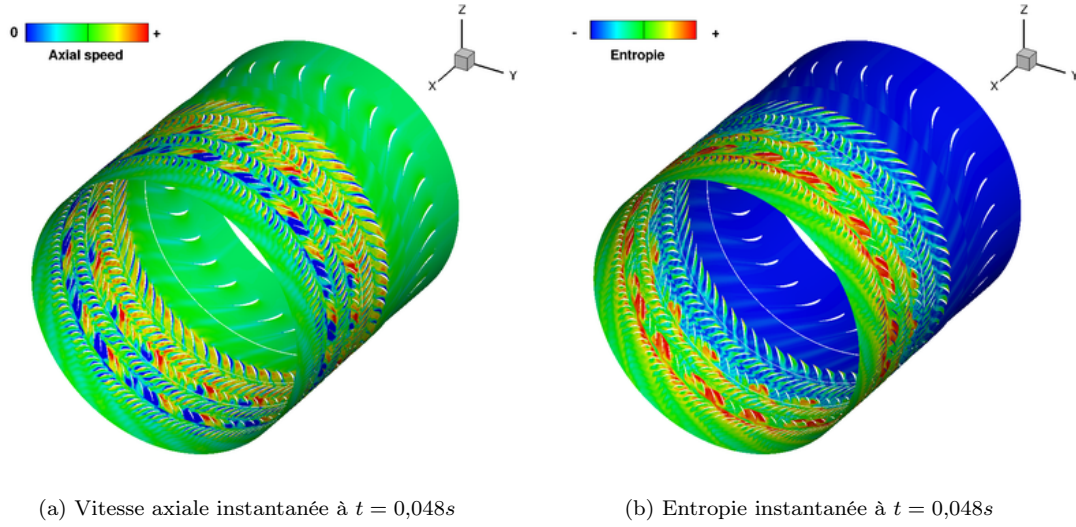 0 +
Axial speed
Z
X
Y
- +
Entropie
Z
X
Y
(a) Vitesse axiale instantanée à t = 0,048s
(b) Entropie instantanée à t = 0,048s